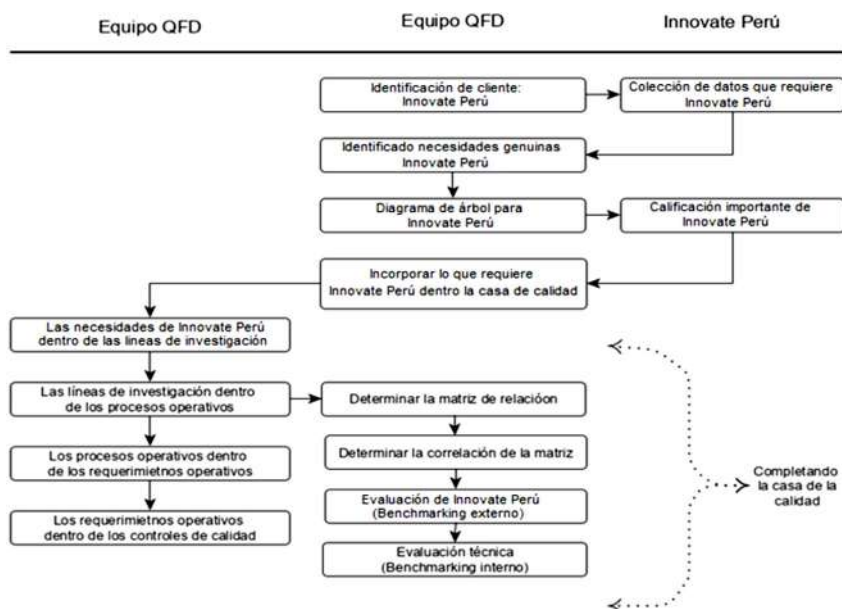 Equipo QFD
Equipo QFD
Innovate Perú
Identificación de cliente:
Innovate Perú
Colección de datos que requiere
Innovate Perú
Identificado necesidades genuinas
Innovate Perú
Diagrama de árbol para
Innovate Perú
Calificación importante de
Innovate Perú
Incorporar lo que requiere
Innovate Perú dentro la casa de calidad
Las necesidades de Innovate Perú
dentro de las lineas de investigación
Las líneas de investigación dentro
de los procesos operativos
Determinar la matriz de relacióon
Los procesos operativos dentro
de los requerimietnos operativos
Determinar la correlación de la matriz
Los requerimietnos operativos
dentro de los controles de calidad
Evaluación de Innovate Perú
(Benchmarking externo)
Evaluación técnica
(Benchmarking interno)
Completando
la casa de la
calidad